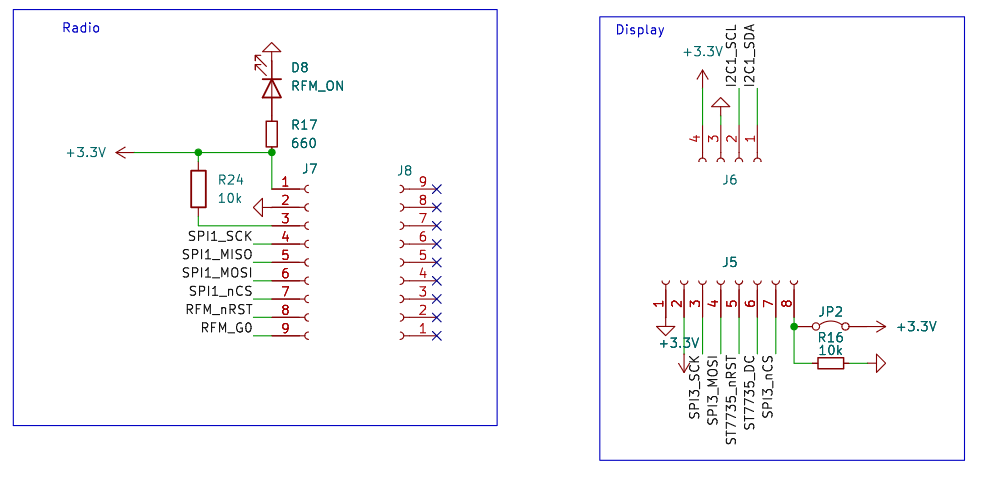 Radio
D8
RFM_ON
R17
660
+3.3V
R24
10k
J7
1
2
3
SPI1_SCK 4
SPI1_MISO 5
SPI1_MOSI 6
SPI1_nCS 7
RFM_nRST 8
RFM_G0 9
J8
9
8
7
6
5
4
3
2
1
Display
+3.3V
I2C1_SCL
I2C1_SDA
4
3
2
1
J6
J5
1
2
3
4
5
6
7
8
JP2
+3.3V
R16
10k
+3.3V
SPI3_SCK
SPI3_MOSI
ST7735_nRST
ST7735_DC
SPI3_nCS